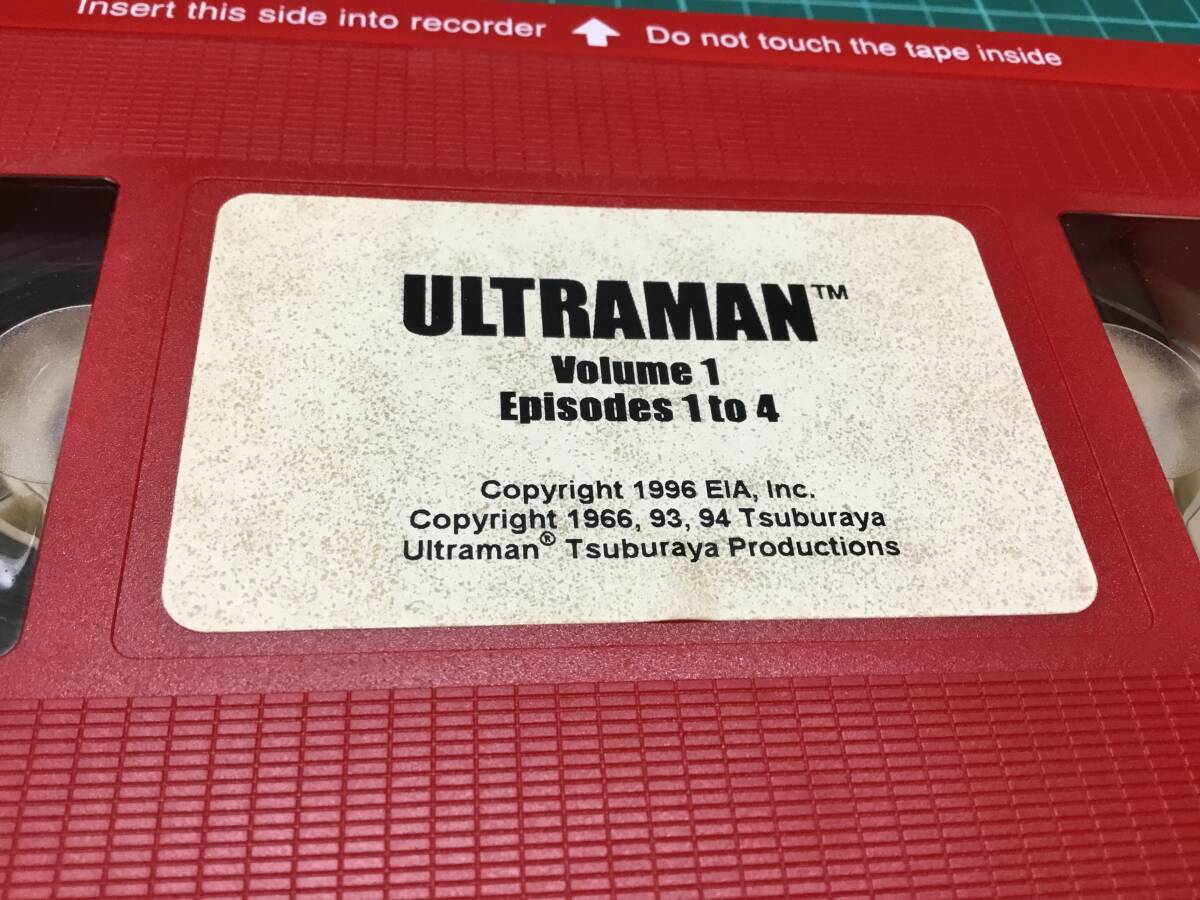 Insert this side into recorder Do not touch the tape inside
ULTRAMAN™
Volume 1
Episodes 1 to 4
Copyright 1996 EIA, Inc.
Copyright 1966, 93, 94 Tsuburaya
Ultraman® Tsuburaya Productions